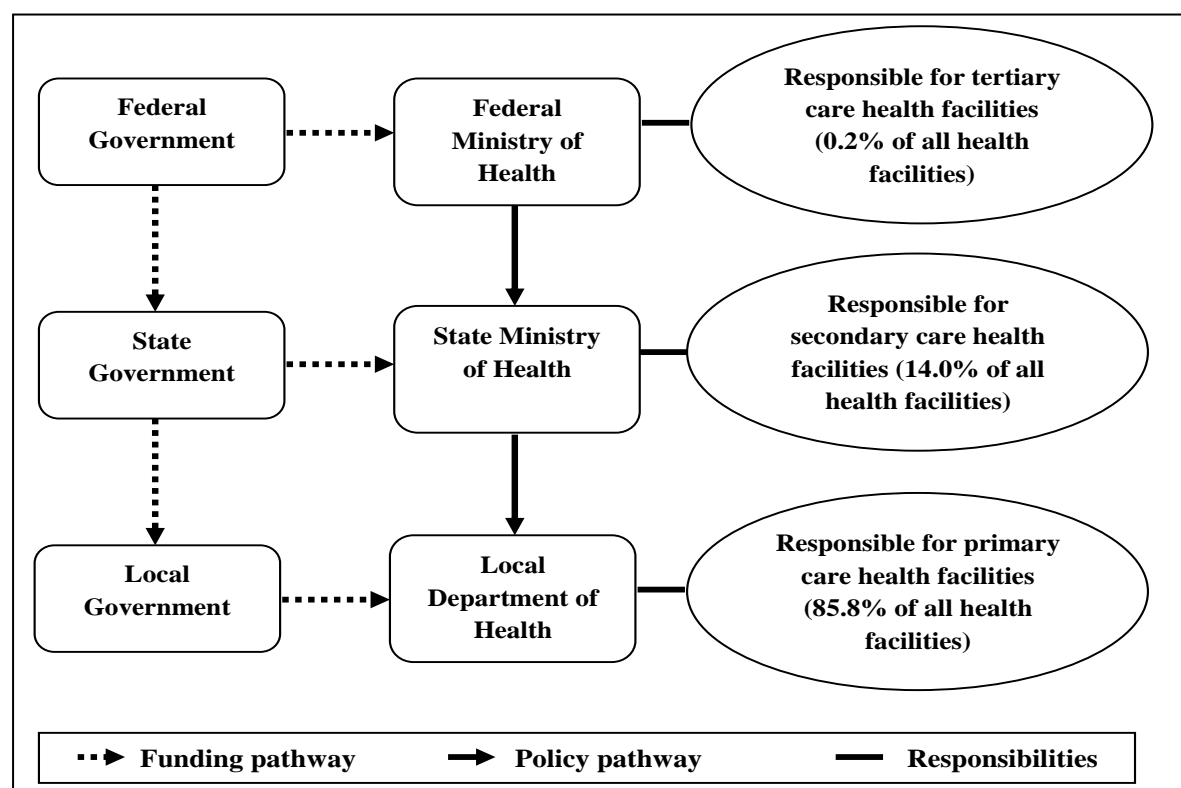 Federal
Government
Federal
Ministry of
Health
Responsible for tertiary
care health facilities
(0.2% of all health
facilities)
State
Government
State Ministry
of Health
Responsible for
secondary care health
facilities (14.0% of all
health facilities)
Local
Government
Local
Department of
Health
Responsible for primary
care health facilities
(85.8% of all health
facilities)
Funding pathway
Policy pathway
Responsibilities